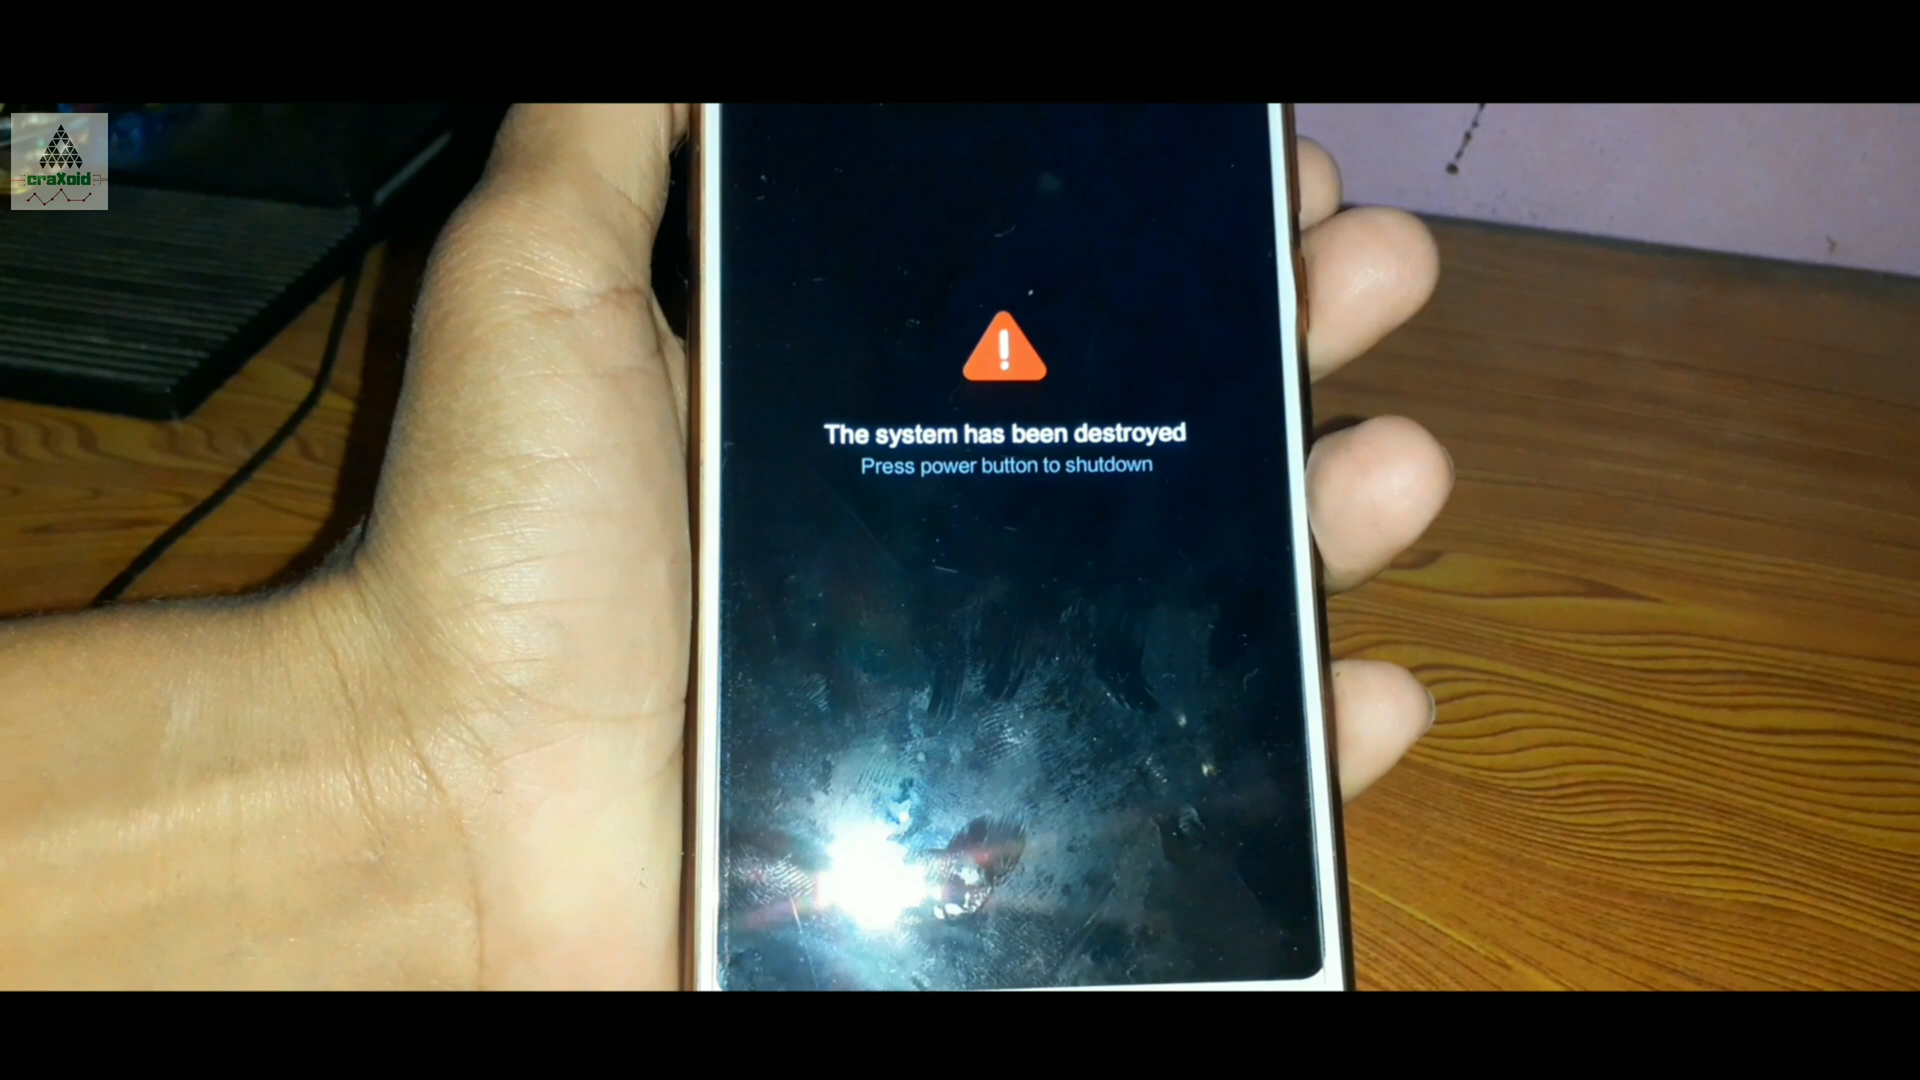 craXoid
The system has been destroyed
Press power button to shutdown